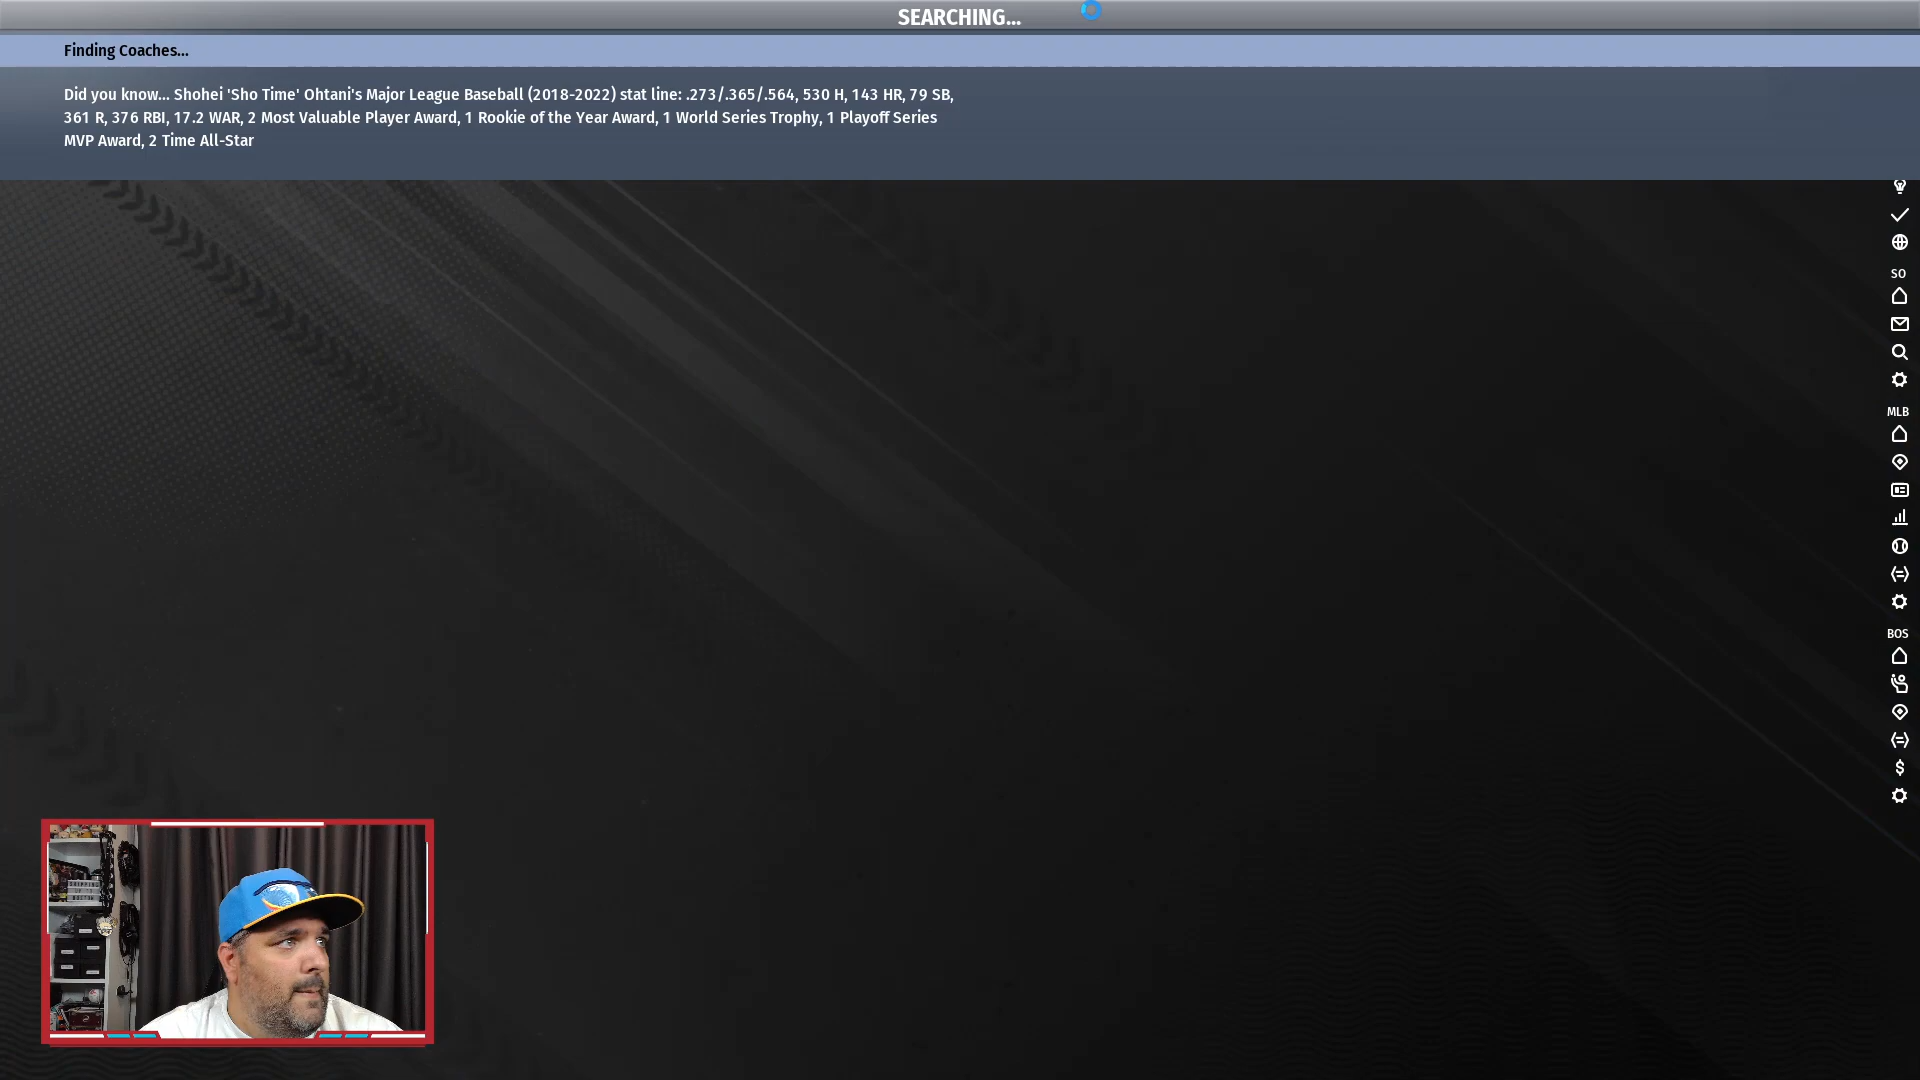 SEARCHING...
Finding Coaches...
Did you know... Shohei 'Sho Time' Ohtani's Major League Baseball (2018-2022) stat line: .273/.365/.564, 530 H, 143 HR, 79 SB,
361 R, 376 RBI, 17.2 WAR, 2 Most Valuable Player Award, 1 Rookie of the Year Award, 1 World Series Trophy, 1 Playoff Series
MVP Award, 2 Time All-Star
SO
MLB
BOS